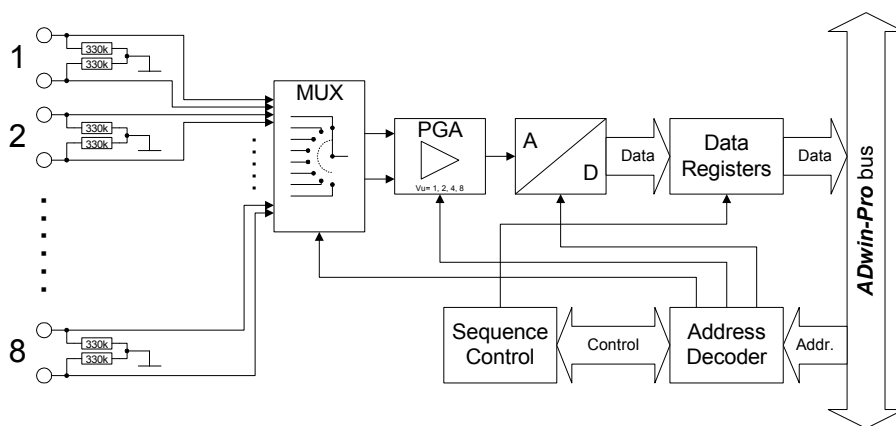 1
330k
330k
2
330k
330k
8
330k
330k
MUX
PGA
Vu= 1, 2, 4, 8
A
D
Data
Data
Registers
Data
Sequence
Control
Control
Address
Decoder
Addr.
ADwin-Pro bus